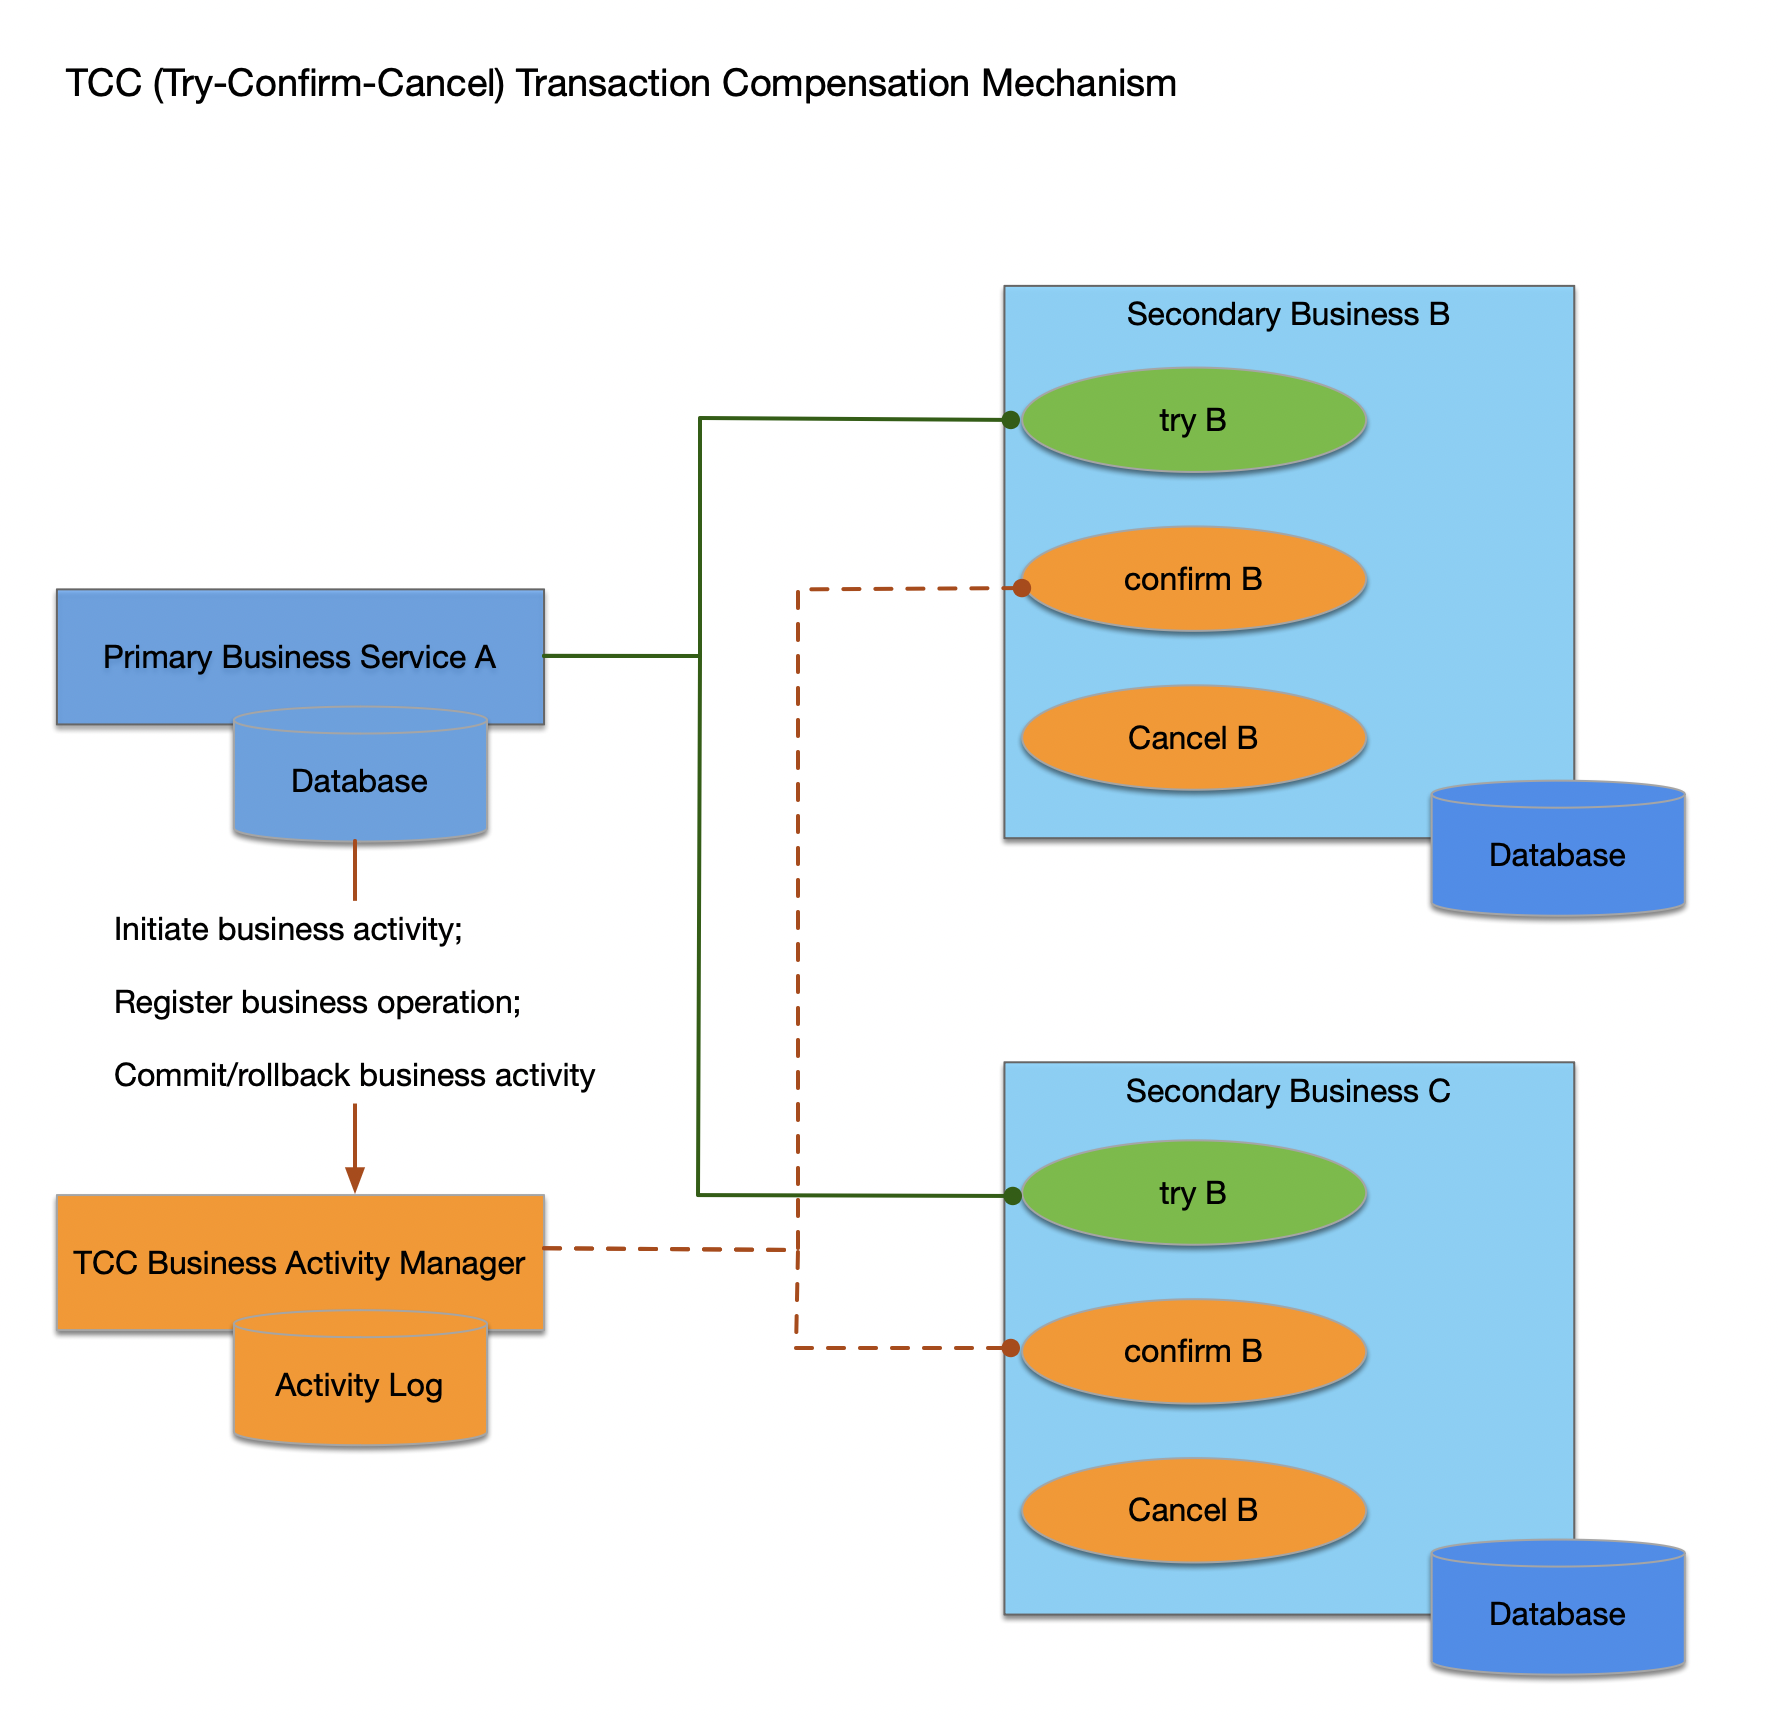 TCC (Try-Confirm-Cancel) Transaction Compensation Mechanism
Primary Business Service A
Database
Initiate business activity;
Register business operation;
Commit/rollback business activity
TCC Business Activity Manager
Activity Log
Secondary Business B
try B
confirm B
Cancel B
Database
Secondary Business C
try B
confirm B
Cancel B
Database